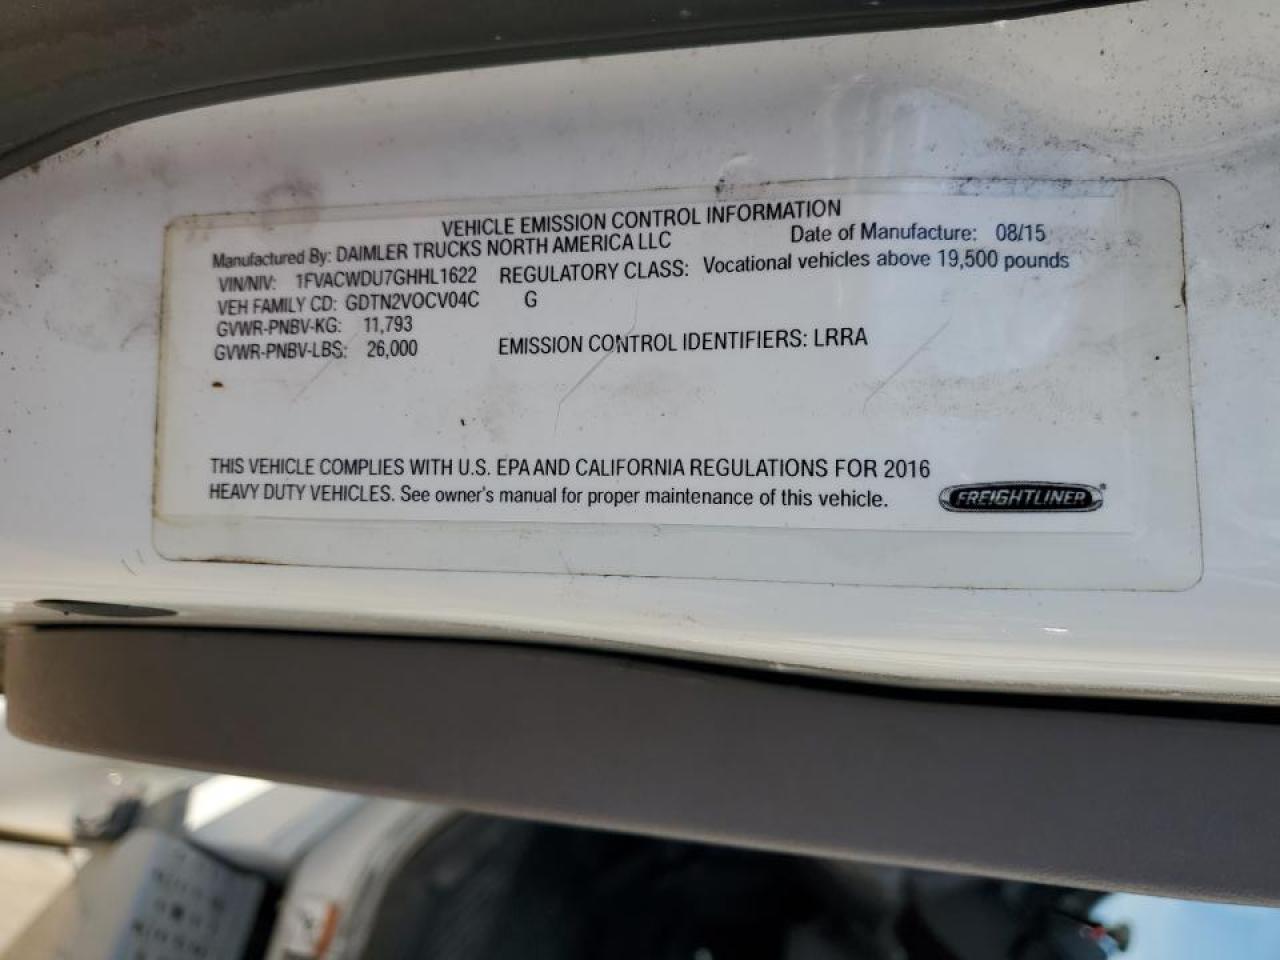 VEHICLE EMISSION CONTROL INFORMATION
Manufactured By: DAIMLER TRUCKS NORTH AMERICA LLC Date of Manufacture: 08/15
VIN/NIV: 1FVACWDU7GHHL1622 REGULATORY CLASS: Vocational vehicles above 19,500 pounds
VEH FAMILY CD: GDTN2VOCV04C G
GVWR-PNBV-KG: 11,793
GVWR-PNBV-LBS: 26,000 EMISSION CONTROL IDENTIFIERS: LRRA
THIS VEHICLE COMPLIES WITH U.S. EPA AND CALIFORNIA REGULATIONS FOR 2016
HEAVY DUTY VEHICLES. See owner's manual for proper maintenance of this vehicle.
FREIGHTLINER